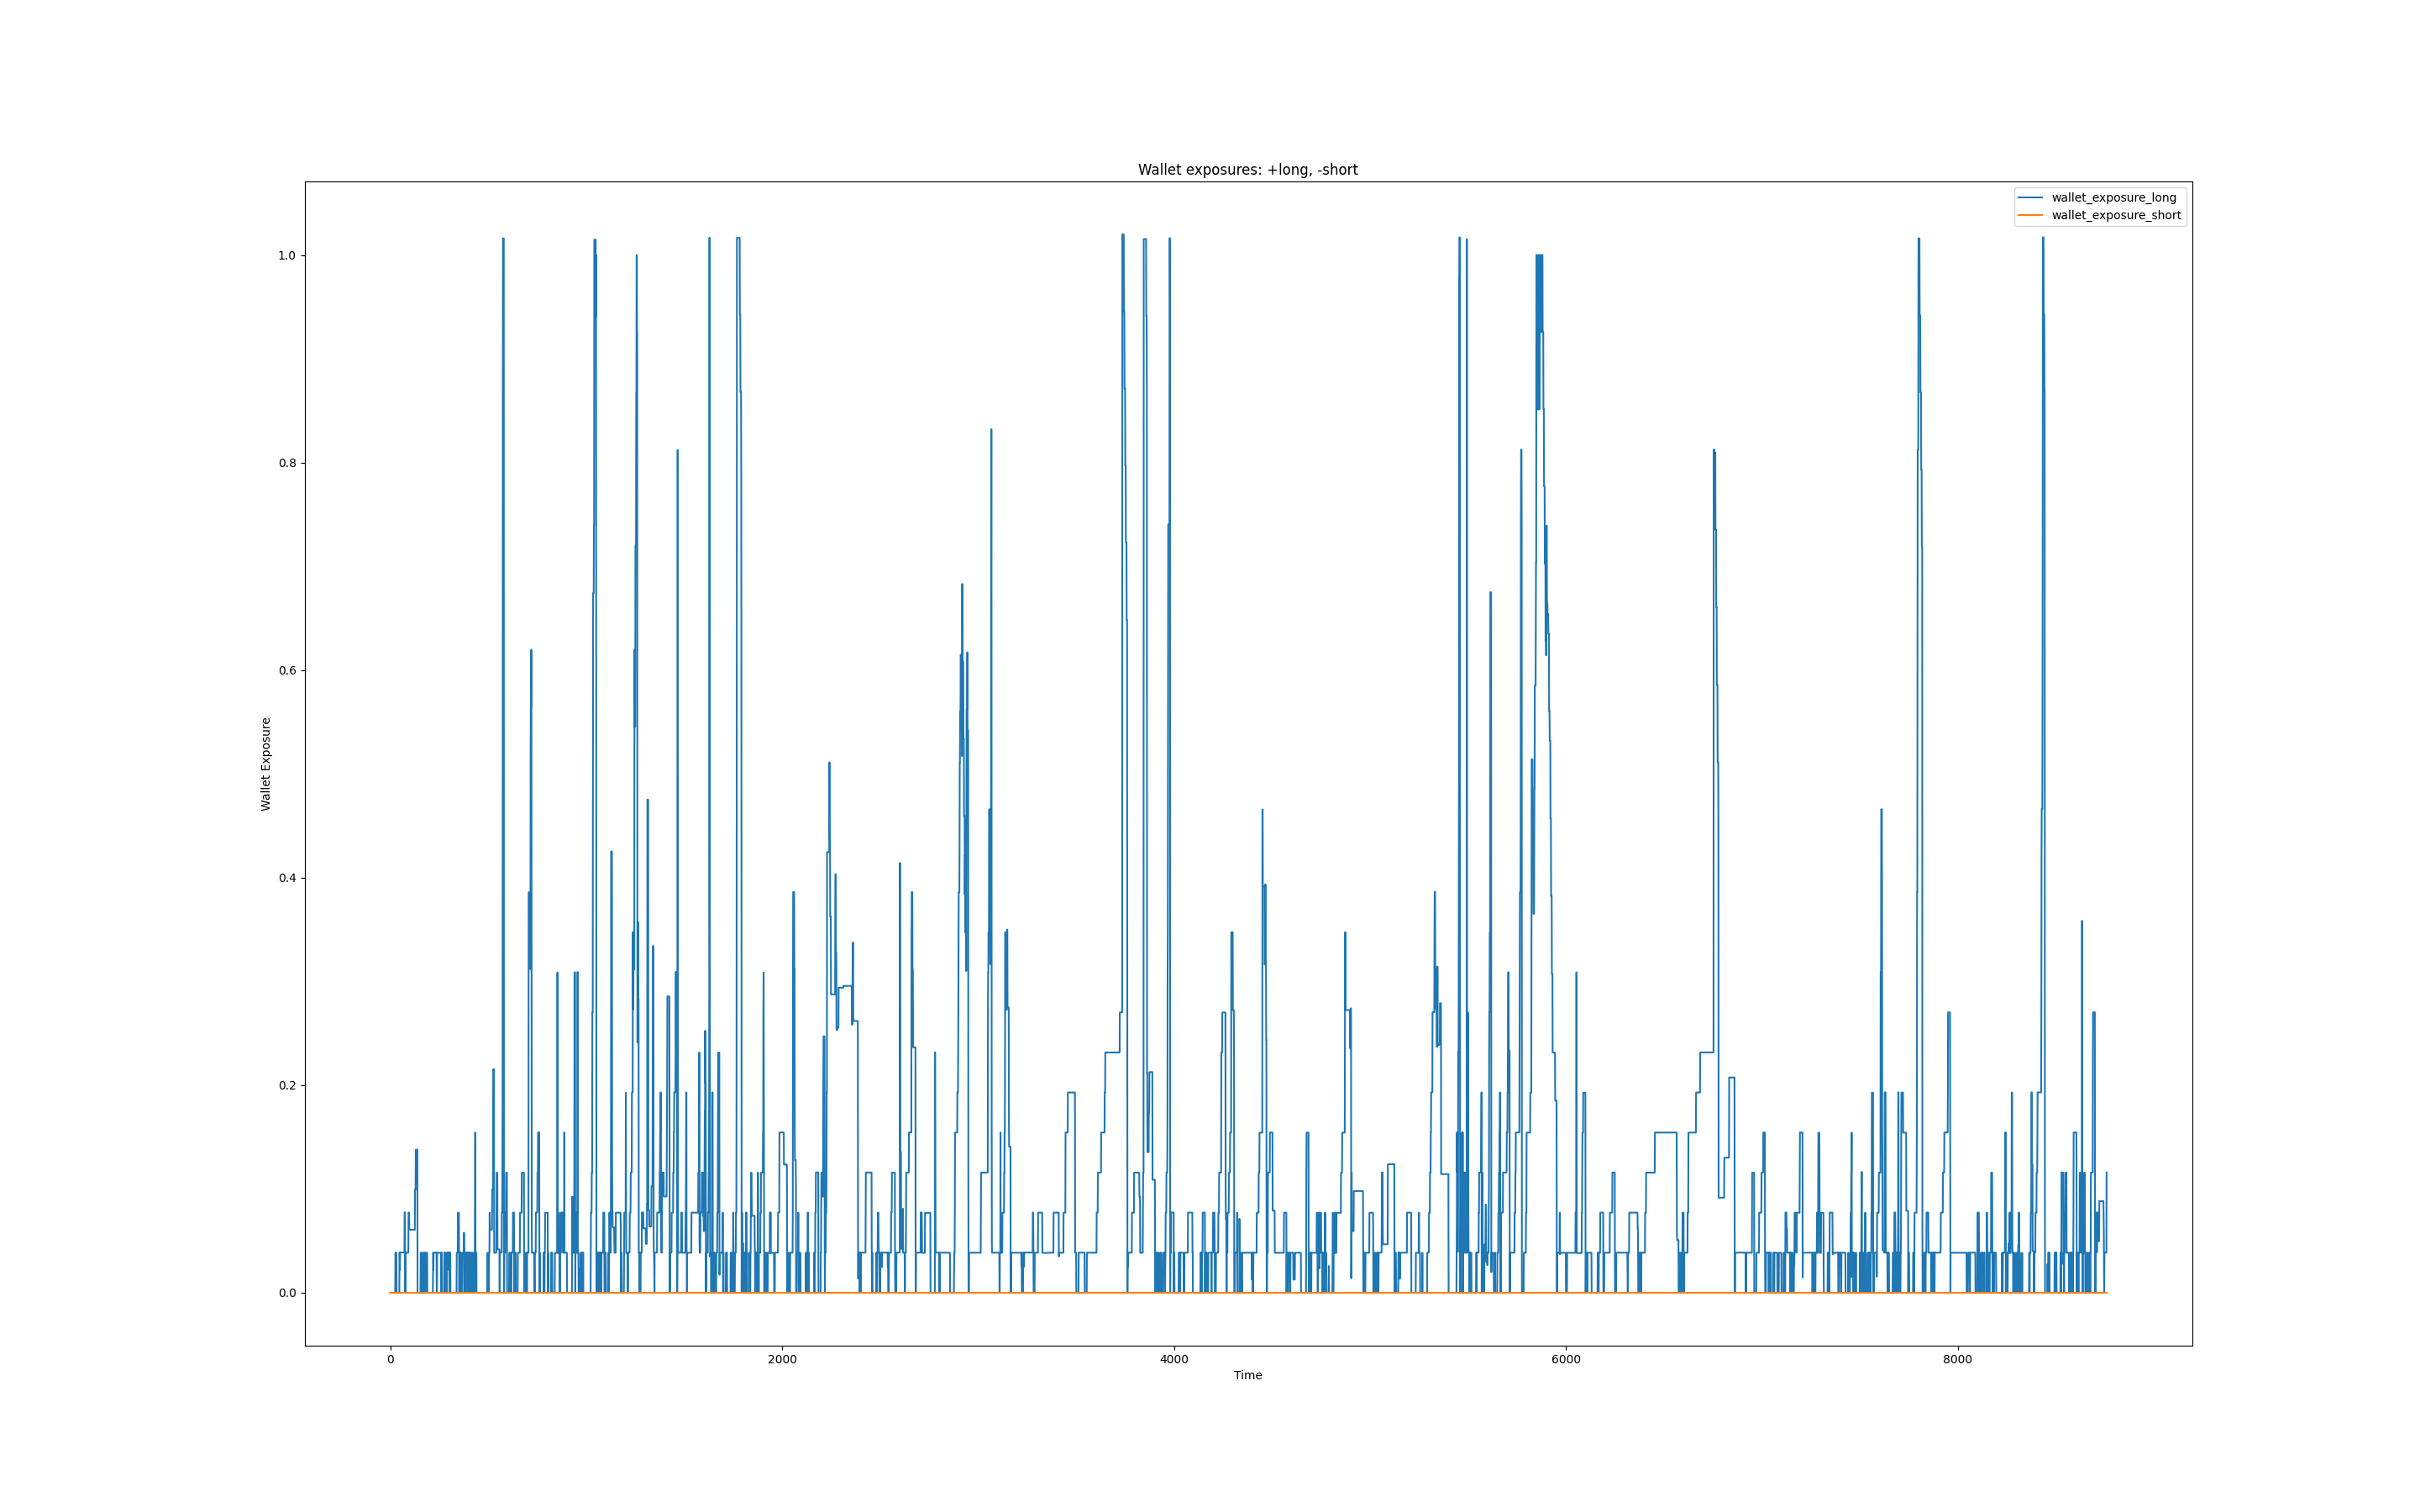 Wallet exposures: +long, -short
wallet_exposure_long
wallet_exposure_short
1.0
0.8
0.6
0.4
0.2
0.0
Wallet Exposure
0 2000 4000 6000 8000
Time